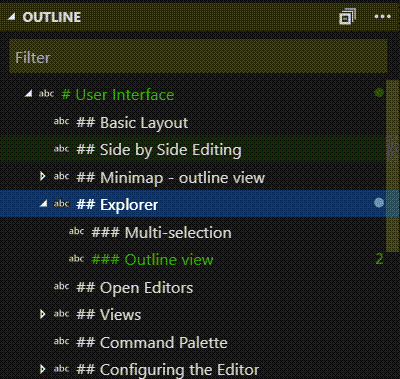 OUTLINE
Filter
abc # User Interface
abc ## Basic Layout
abc ## Side by Side Editing
abc ## Minimap - outline view
abc ## Explorer
abc ### Multi-selection
abc ### Outline view 2
abc ## Open Editors
abc ## Views
abc ## Command Palette
abc ## Configuring the Editor